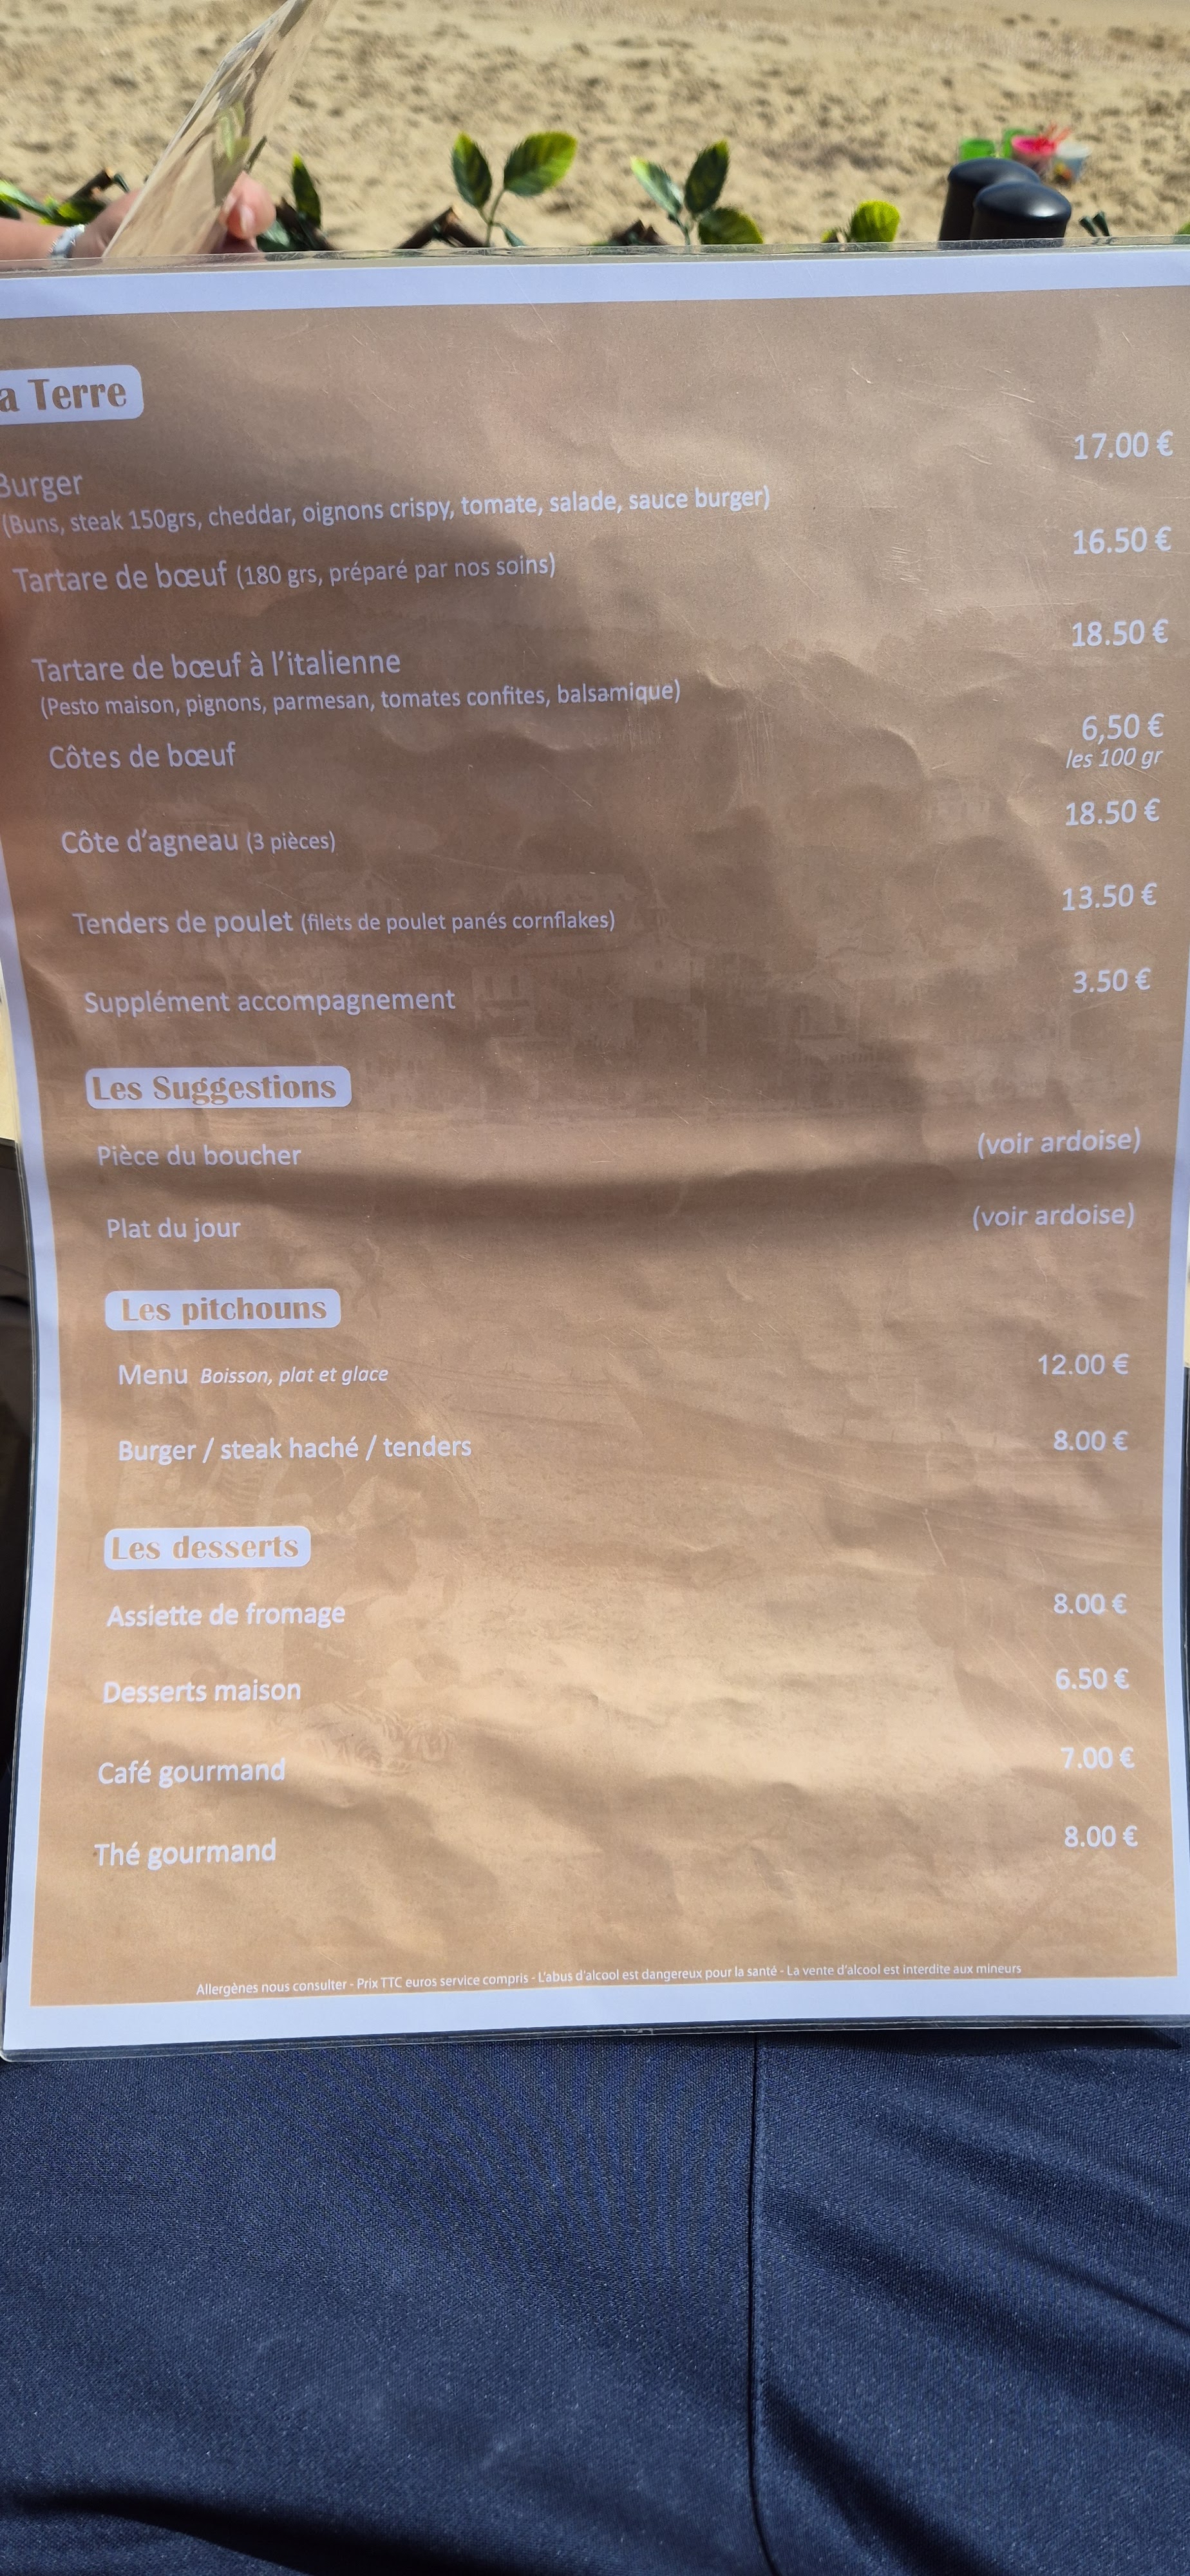 a Terre
Burger 17.00 €
(Buns, steak 150grs, cheddar, oignons crispy, tomate, salade, sauce burger)
Tartare de bœuf (180 grs, préparé par nos soins) 16.50 €
Tartare de bœuf à l'italienne 18.50 €
(Pesto maison, pignons, parmesan, tomates confites, balsamique)
Côtes de bœuf 6,50 €
les 100 gr
Côte d'agneau (3 pièces) 18.50 €
Tenders de poulet (filets de poulet panés cornflakes) 13.50 €
Supplément accompagnement 3.50 €
Les Suggestions
Pièce du boucher (voir ardoise)
Plat du jour (voir ardoise)
Les pitchouns
Menu Boisson, plat et glace 12.00 €
Burger / steak haché / tenders 8.00 €
Les desserts
Assiette de fromage 8.00 €
Desserts maison 6.50 €
Café gourmand 7.00 €
Thé gourmand 8.00 €
Allergènes nous consulter - Prix TTC euros service compris - L'abus d'alcool est dangereux pour la santé - La vente d'alcool est interdite aux mineurs